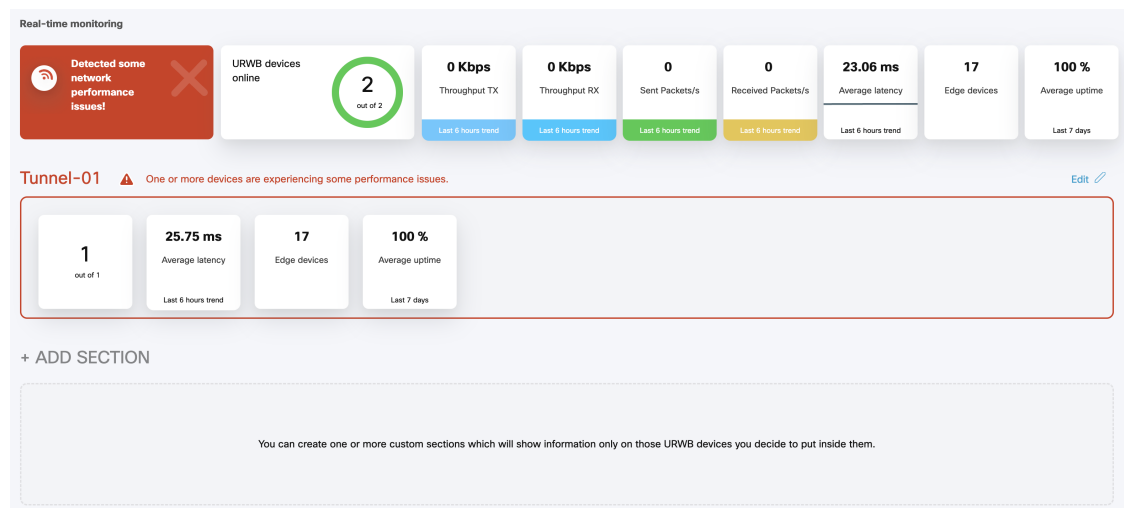 Real-time monitoring
Detected some
network
performance
issues!
URWB devices
online
2
out of 2
0 Kbps
Throughput TX
Last 6 hours trend
0 Kbps
Throughput RX
Last 6 hours trend
0
Sent Packets/s
Last 6 hours trend
0
Received Packets/s
Last 6 hours trend
23.06 ms
Average latency
Last 6 hours trend
17
Edge devices
100 %
Average uptime
Last 7 days
Tunnel-01
One or more devices are experiencing some performance issues.
Edit
1
out of 1
25.75 ms
Average latency
Last 6 hours trend
17
Edge devices
100 %
Average uptime
Last 7 days
+ ADD SECTION
You can create one or more custom sections which will show information only on those URWB devices you decide to put inside them.